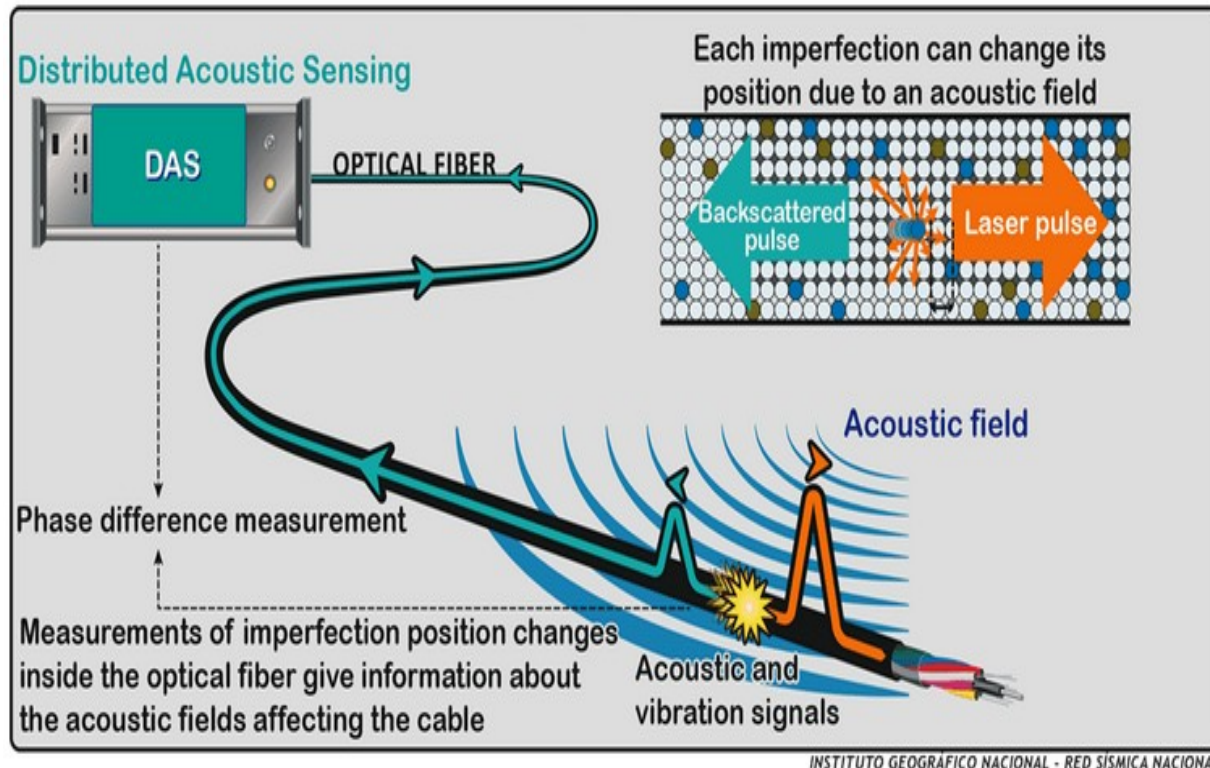 Distributed Acoustic Sensing
DAS
OPTICAL FIBER
Each imperfection can change its
position due to an acoustic field
Backscattered
pulse
Laser pulse
Acoustic field
Phase difference measurement
Measurements of imperfection position changes
inside the optical fiber give information about
the acoustic fields affecting the cable
Acoustic and
vibration signals
INSTITUTO GEOGRÁFICO NACIONAL - RED SÍSMICA NACIONA